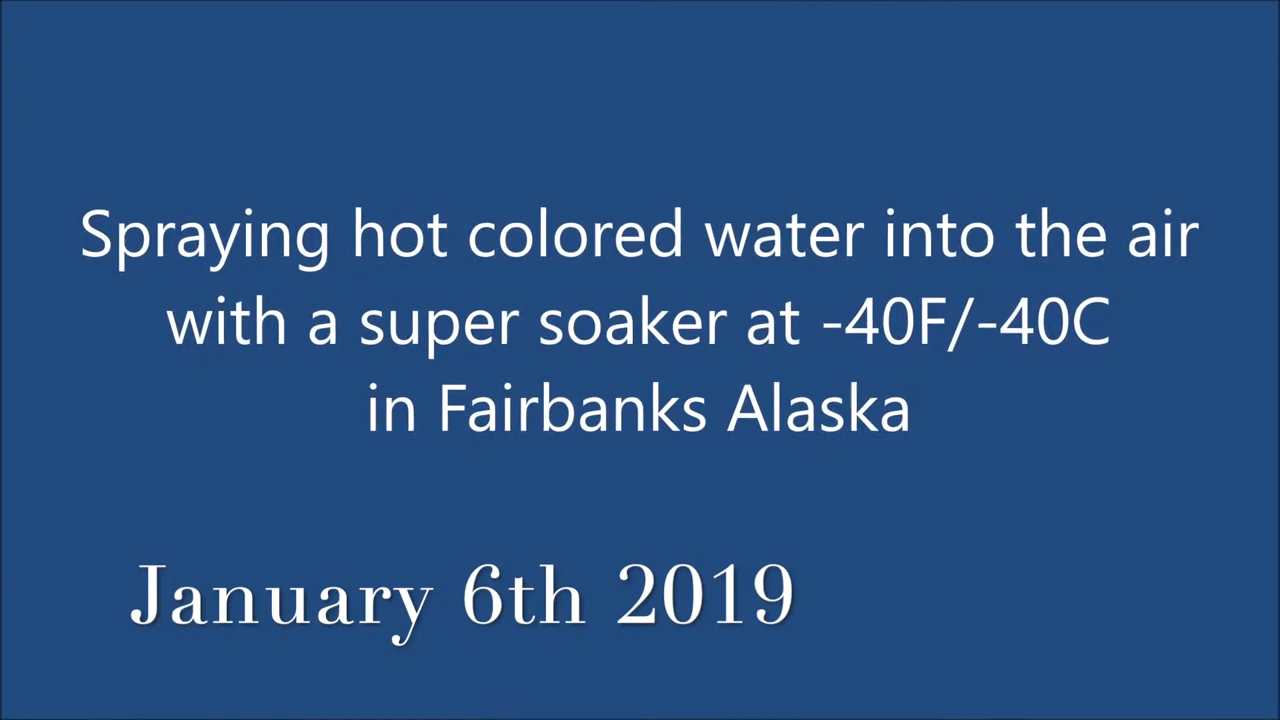 Spraying hot colored water into the air
with a super soaker at -40F/-40C
in Fairbanks Alaska
January 6th 2019